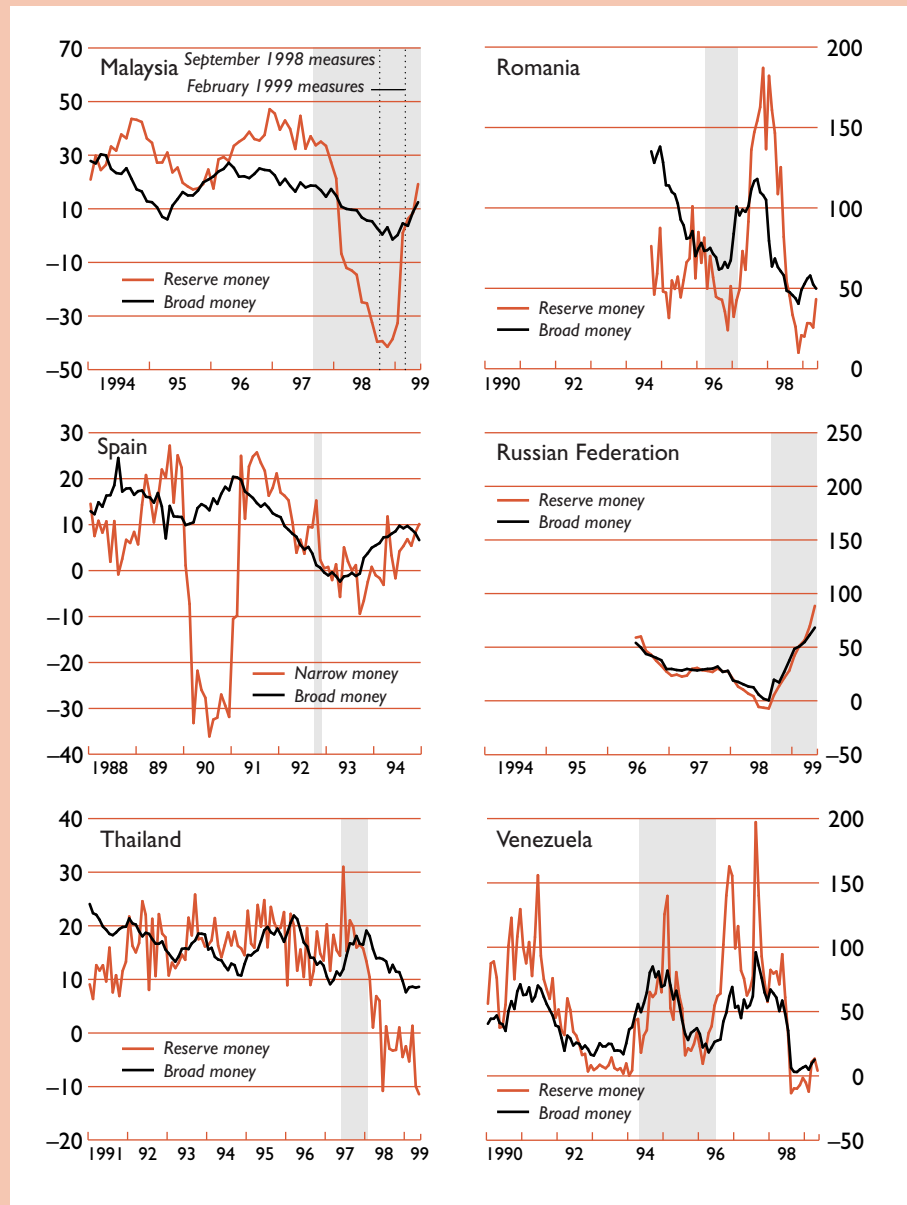 Malaysia
September 1998 measures
February 1999 measures
70
50
30
10
–10
–30
–50
Reserve money
Broad money
1994 95 96 97 98 99
Romania
200
150
100
50
0
Reserve money
Broad money
1990 92 94 96 98
Spain
30
20
10
0
–10
–20
–30
–40
Narrow money
Broad money
1988 89 90 91 92 93 94
Russian Federation
250
200
150
100
50
0
–50
Reserve money
Broad money
1994 95 96 97 98 99
Thailand
40
30
20
10
0
–10
–20
Reserve money
Broad money
1991 92 93 94 95 96 97 98 99
Venezuela
200
150
100
50
0
–50
Reserve money
Broad money
1990 92 94 96 98